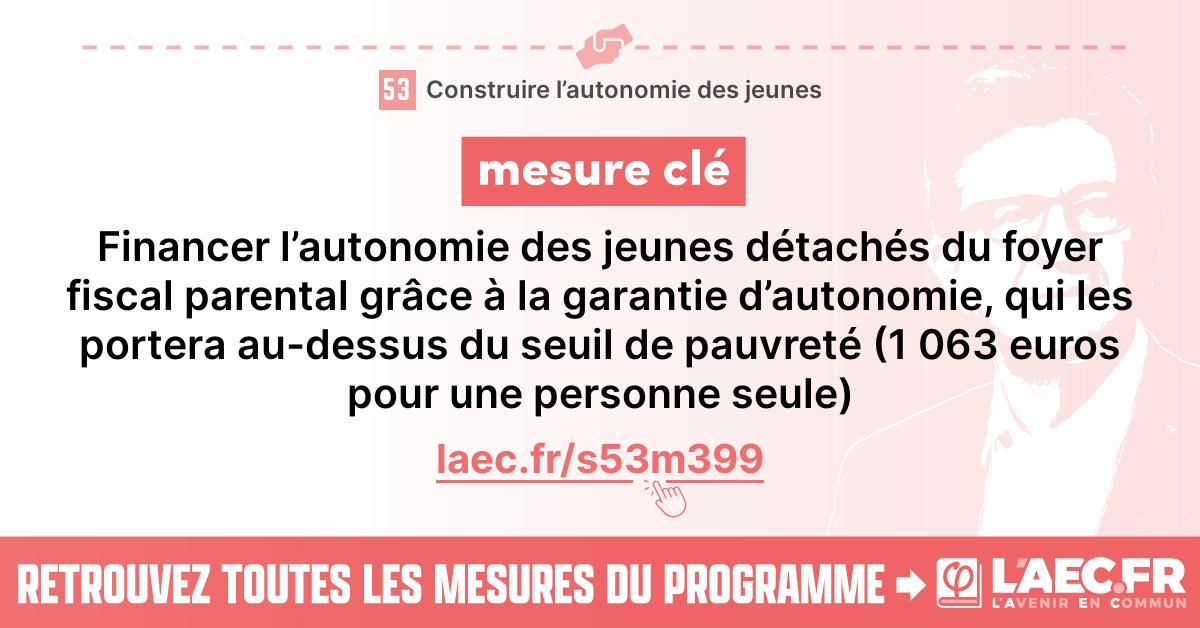 53 Construire l’autonomie des jeunes
mesure clé
Financer l’autonomie des jeunes détachés du foyer
fiscal parental grâce à la garantie d’autonomie, qui les
portera au-dessus du seuil de pauvreté (1 063 euros
pour une personne seule)
laec.fr/s53m399
RETROUVEZ TOUTES LES MESURES DU PROGRAMME ➡ φ L'AEC.FR
L'AVENIR EN COMMUN